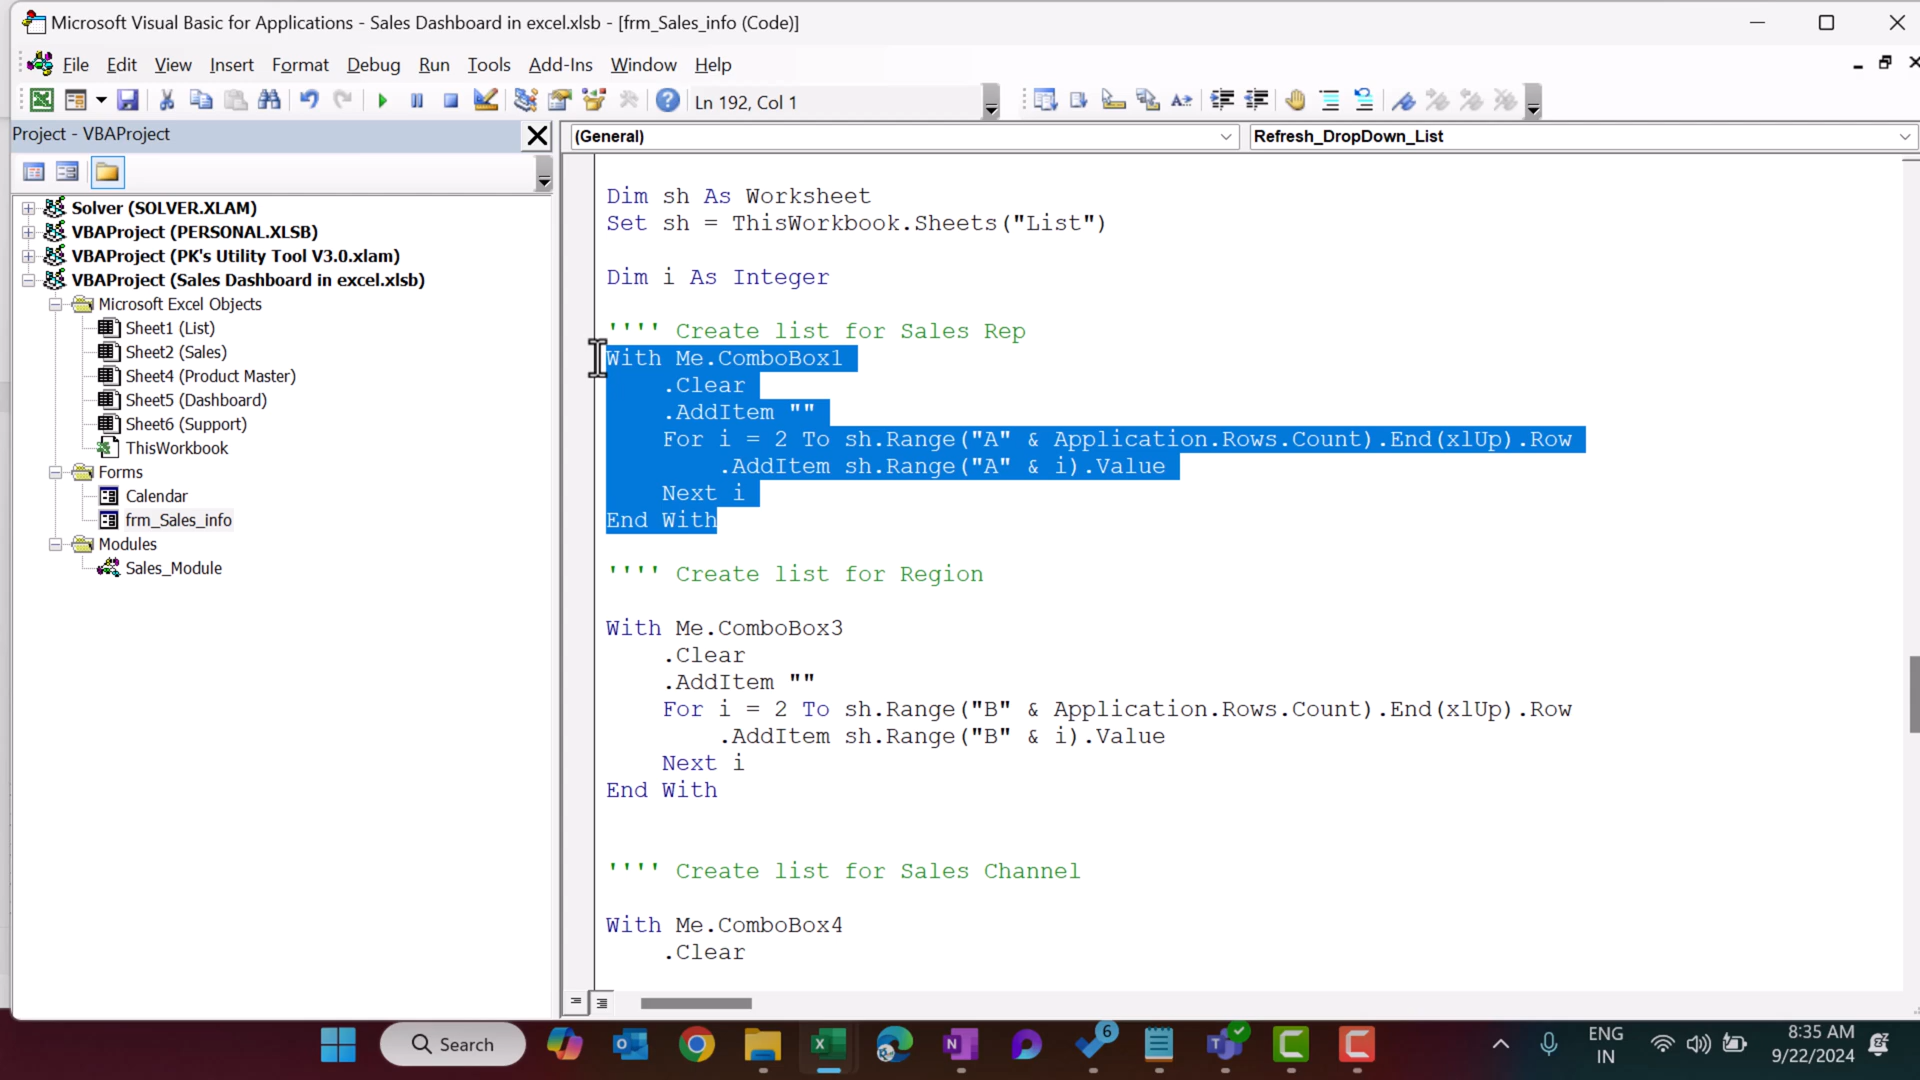 Microsoft Visual Basic for Applications - Sales Dashboard in excel.xlsb - [frm_Sales_info (Code)]
File Edit View Insert Format Debug Run Tools Add-Ins Window Help
Ln 192, Col 1
Project - VBAProject
(General)
Refresh_DropDown_List
Solver (SOLVER.XLAM)
VBAProject (PERSONAL.XLSB)
VBAProject (PK's Utility Tool V3.0.xlam)
VBAProject (Sales Dashboard in excel.xlsb)
Microsoft Excel Objects
Sheet1 (List)
Sheet2 (Sales)
Sheet4 (Product Master)
Sheet5 (Dashboard)
Sheet6 (Support)
ThisWorkbook
Forms
Calendar
frm_Sales_info
Modules
Sales_Module
Dim sh As Worksheet
Set sh = ThisWorkbook.Sheets("List")
Dim i As Integer
'''' Create list for Sales Rep
With Me.ComboBox1
.Clear
.AddItem ""
For i = 2 To sh.Range("A" & Application.Rows.Count).End(xlUp).Row
.AddItem sh.Range("A" & i).Value
Next i
End With
'''' Create list for Region
With Me.ComboBox3
.Clear
.AddItem ""
For i = 2 To sh.Range("B" & Application.Rows.Count).End(xlUp).Row
.AddItem sh.Range("B" & i).Value
Next i
End With
'''' Create list for Sales Channel
With Me.ComboBox4
.Clear
Search
6
ENG
IN
8:35 AM
9/22/2024